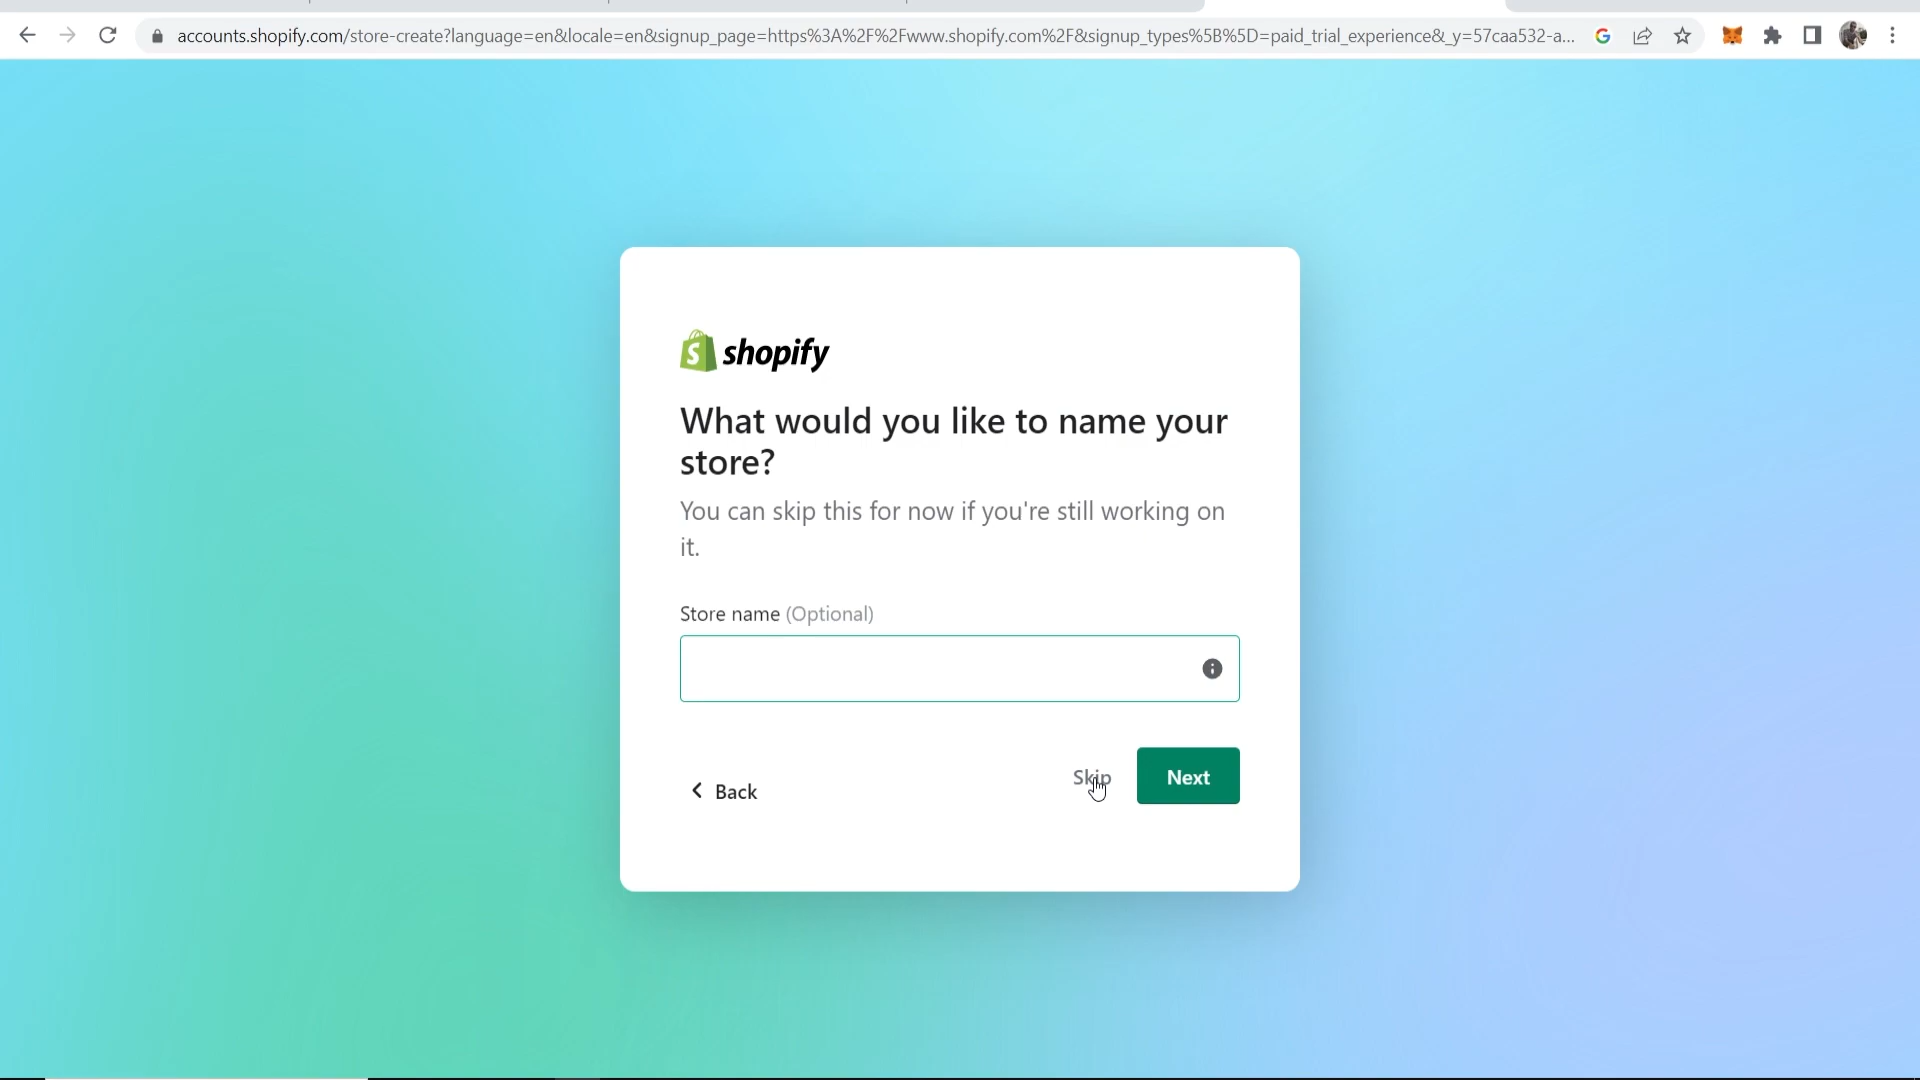 accounts.shopify.com/store-create?language=en&locale=en&signup_page=https%3A%2F%2Fwww.shopify.com%2F&signup_types%5B%5D=paid_trial_experience&_y=57caa532-a...
shopify
What would you like to name your
store?
You can skip this for now if you're still working on
it.
Store name (Optional)
Back
Skip
Next